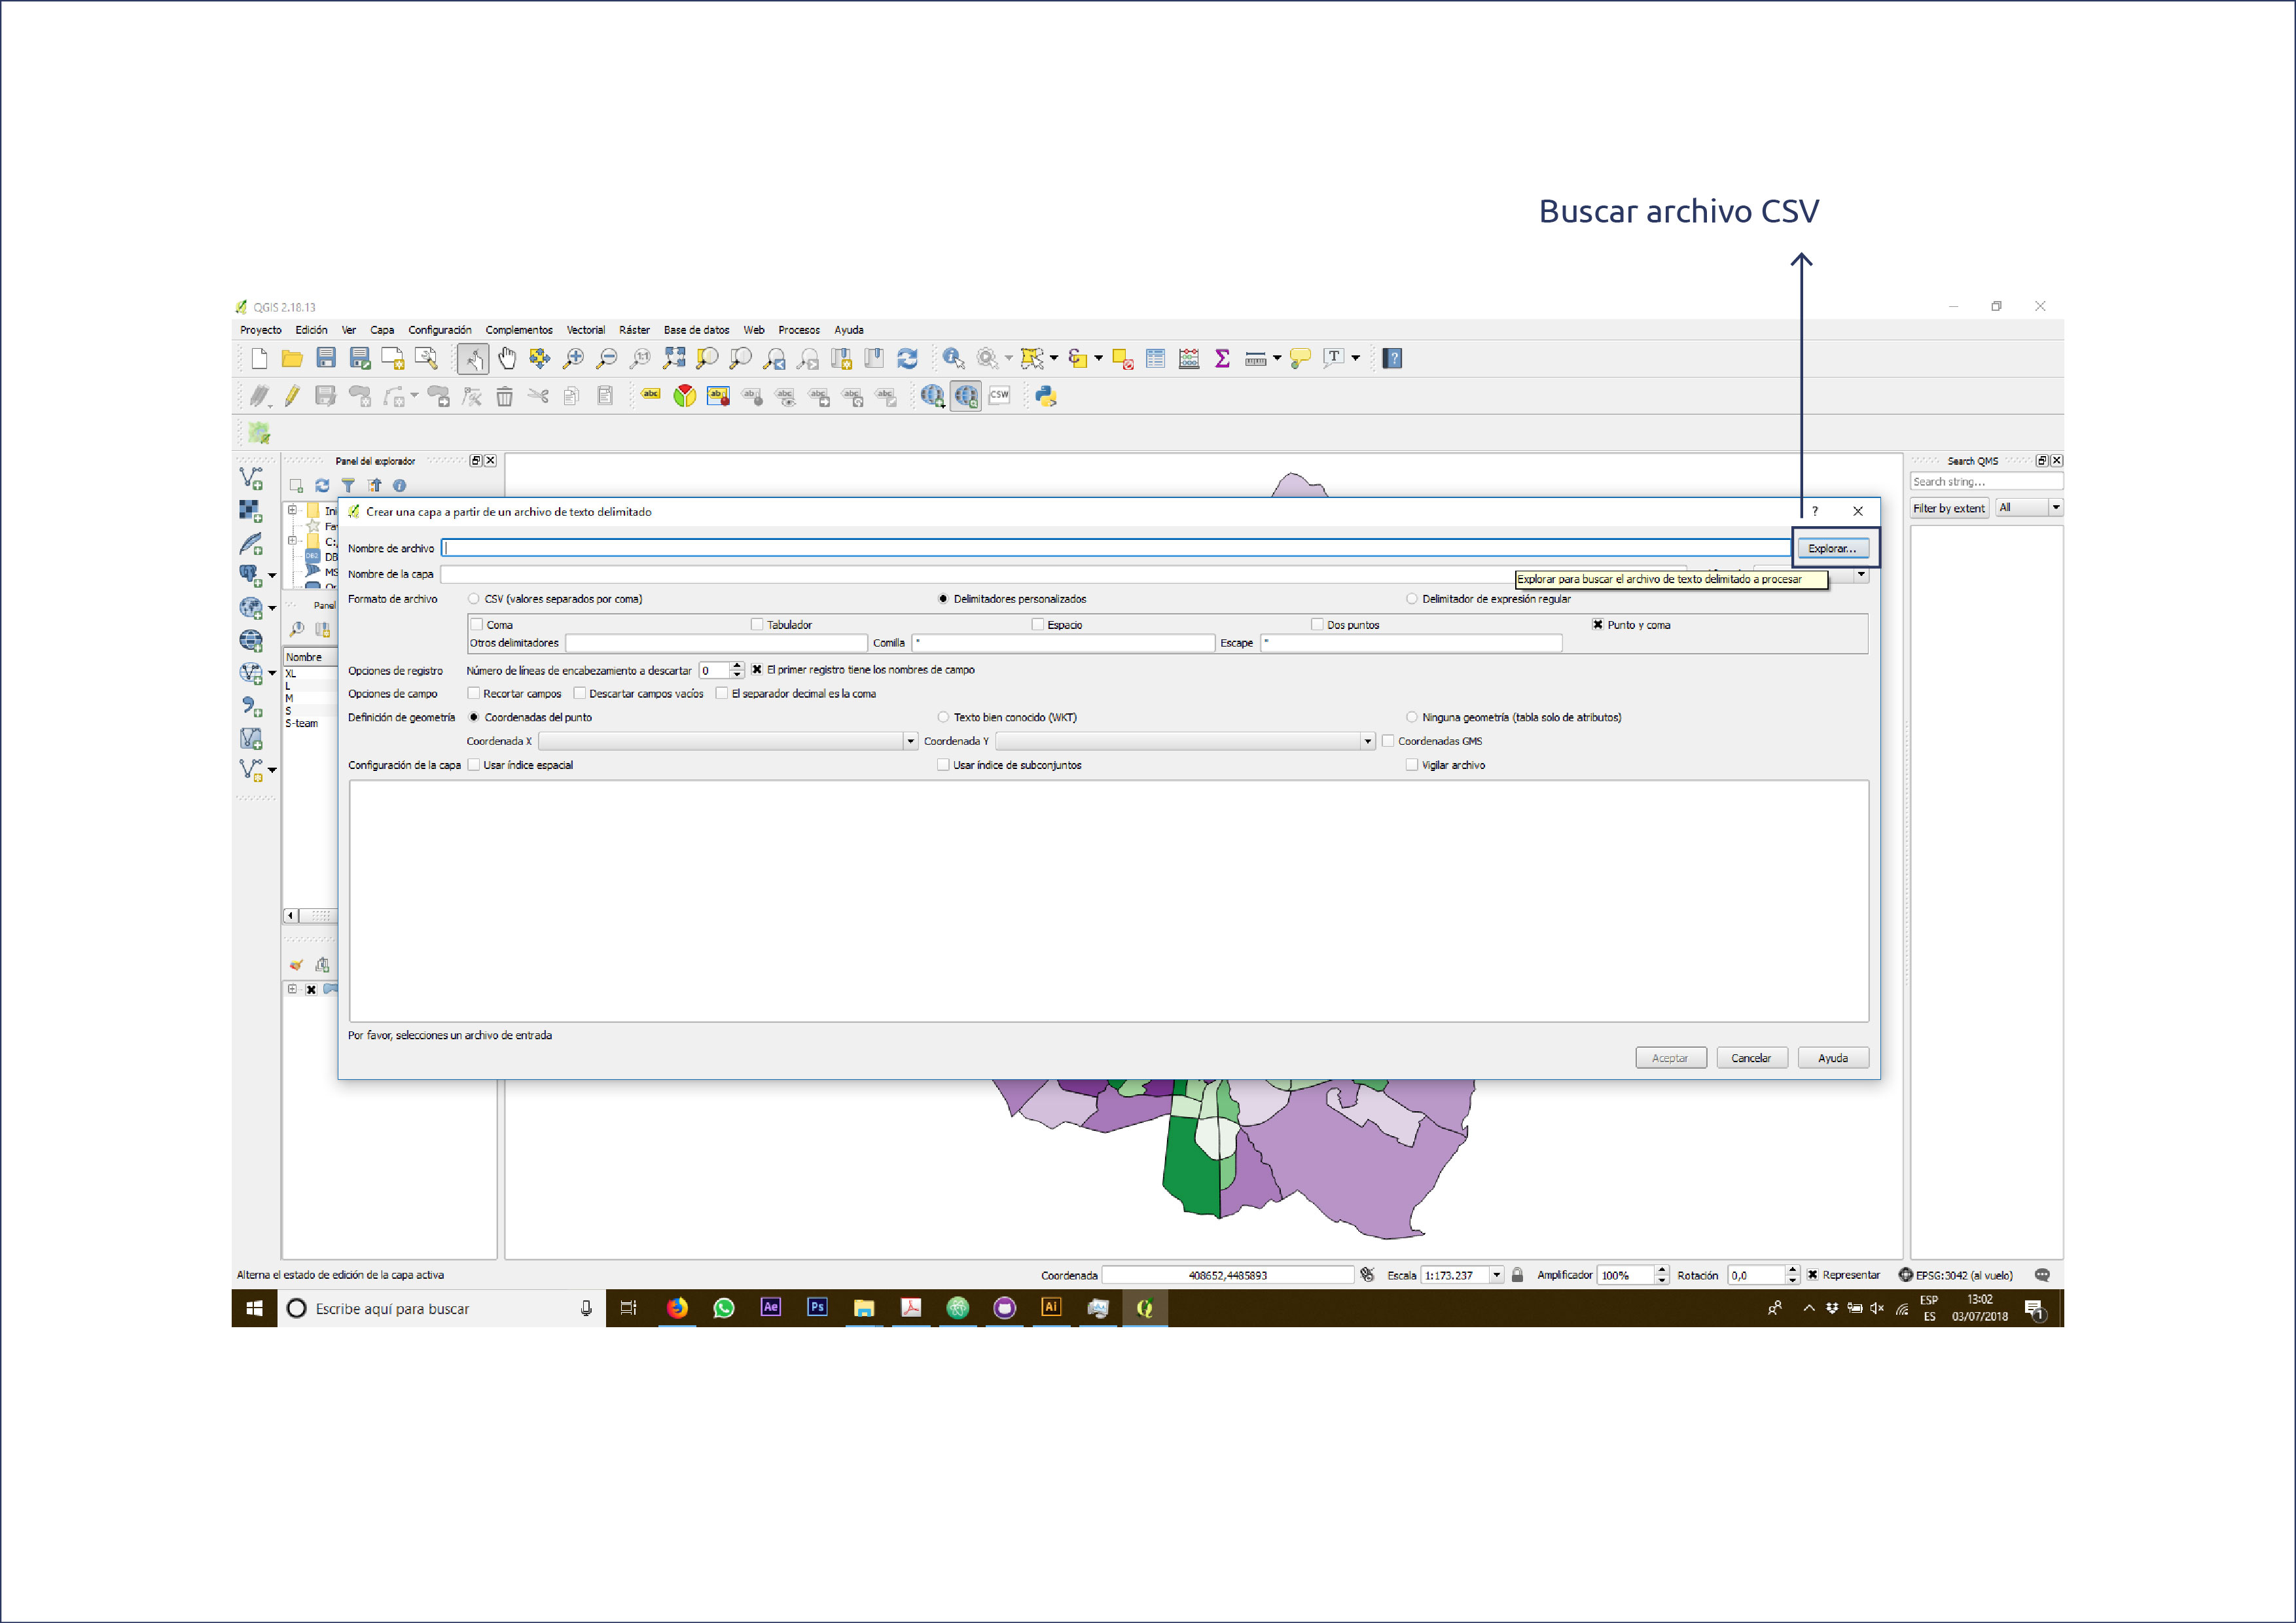 Buscar archivo CSV
QGIS 2.18.13
Proyecto Edición Ver Capa Configuración Complementos Vectorial Ráster Base de datos Web Procesos Ayuda
CSW
Panel del explorador
Search QMS
Search string...
Filter by extent All
Crear una capa a partir de un archivo de texto delimitado
Nombre de archivo Explorar...
Nombre de la capa
Explorar para buscar el archivo de texto delimitado a procesar
Formato de archivo CSV (valores separados por coma) Delimitadores personalizados Delimitador de expresión regular
Coma Tabulador Espacio Dos puntos Punto y coma
Otros delimitadores Comilla " Escape "
Opciones de registro Número de líneas de encabezamiento a descartar 0 El primer registro tiene los nombres de campo
Opciones de campo Recortar campos Descartar campos vacíos El separador decimal es la coma
Definición de geometría Coordenadas del punto Texto bien conocido (WKT) Ninguna geometría (tabla solo de atributos)
Coordenada X Coordenada Y Coordenadas GMS
Configuración de la capa Usar índice espacial Usar índice de subconjuntos Vigilar archivo
Por favor, selecciones un archivo de entrada
Aceptar Cancelar Ayuda
Panel
Nombre
XL
L
M
S
S-team
Alterna el estado de edición de la capa activa
Coordenada 408652,4485893 Escala 1:173.237 Amplificador 100% Rotación 0,0 Representar EPSG:3042 (al vuelo)
Escribe aquí para buscar
Ae Ps Ai
ESP
ES
13:02
03/07/2018
1